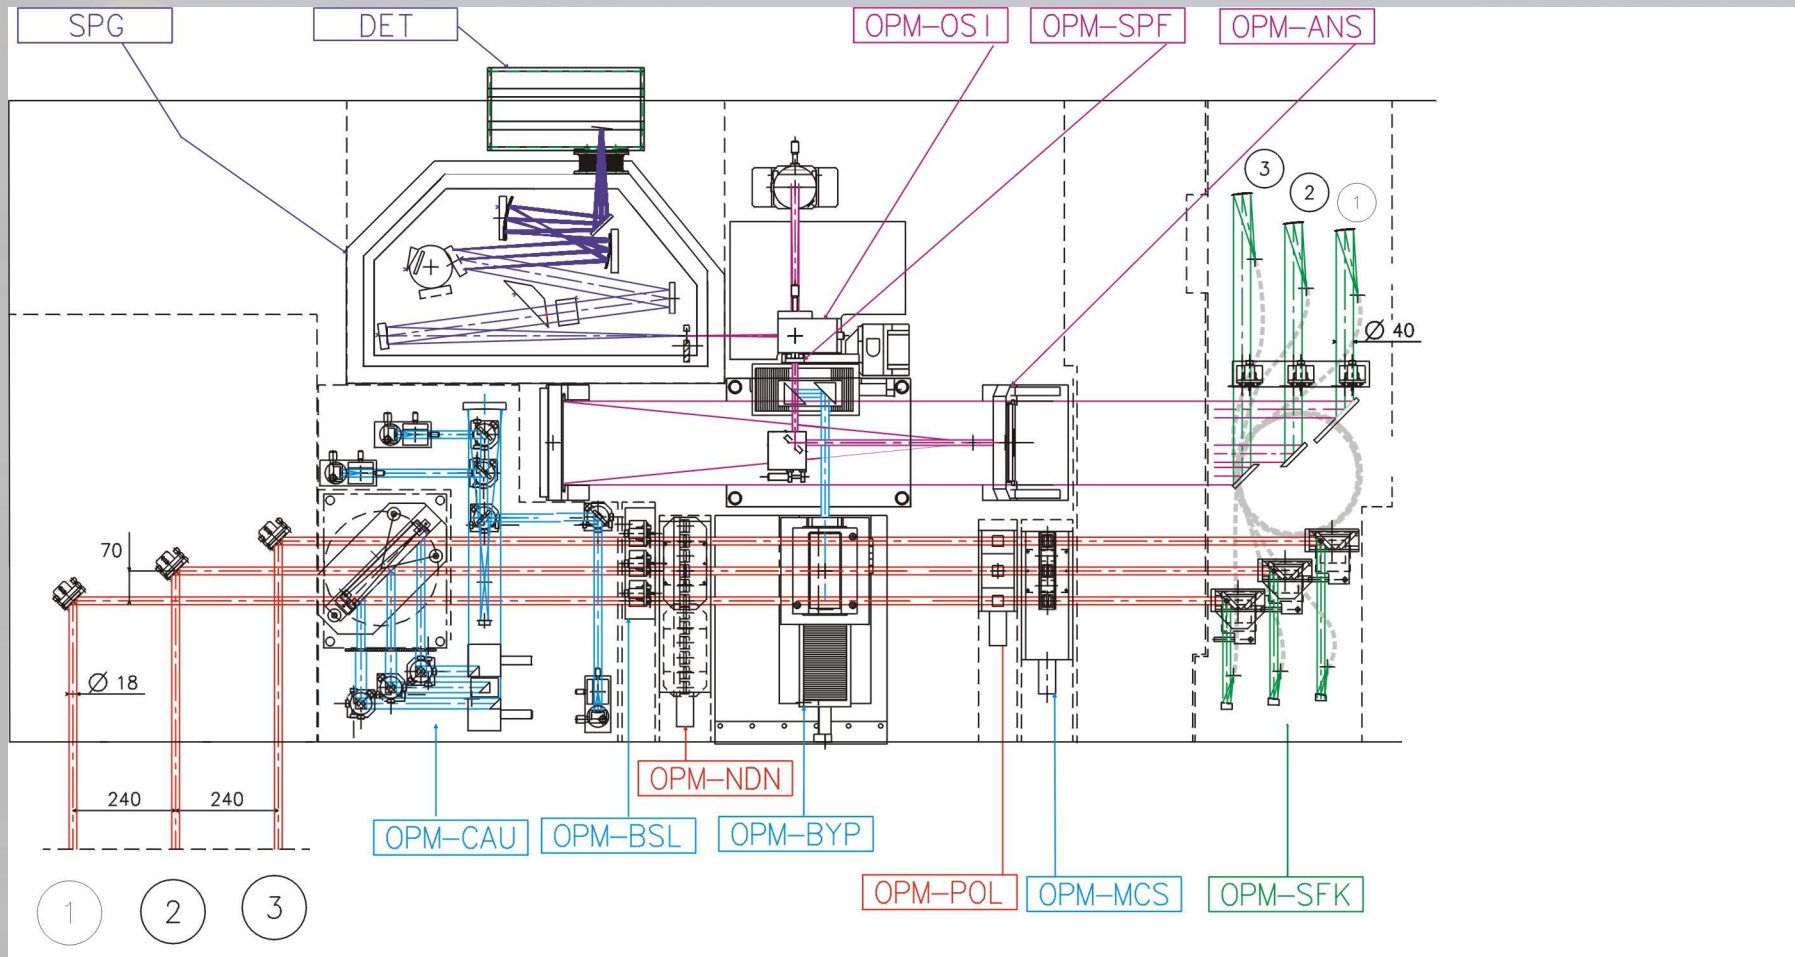 SPG
DET
OPM-OSI
OPM-SPF
OPM-ANS
3
2
1
Ø 40
70
Ø 18
240
240
OPM-NDN
OPM-CAU
OPM-BSL
OPM-BYP
OPM-POL
OPM-MCS
OPM-SFK
1
2
3